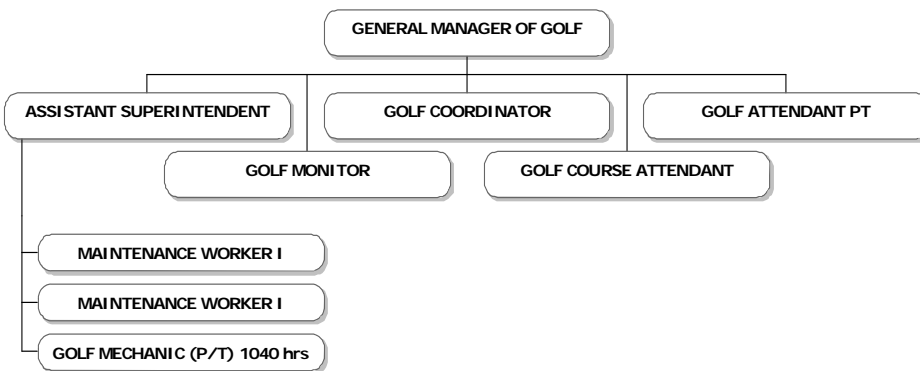 GENERAL MANAGER OF GOLF
ASSISTANT SUPERINTENDENT
GOLF COORDINATOR
GOLF ATTENDANT PT
GOLF MONITOR
GOLF COURSE ATTENDANT
MAINTENANCE WORKER I
MAINTENANCE WORKER I
GOLF MECHANIC (P/T) 1040 hrs